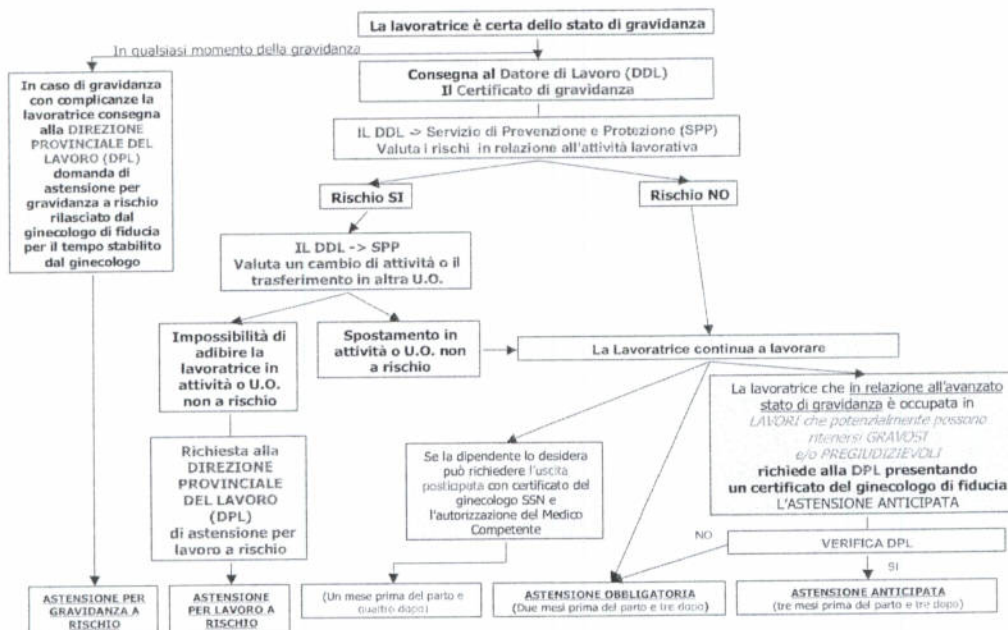 La lavoratrice è certa dello stato di gravidanza
In qualsiasi momento della gravidanza
Consegna al Datore di Lavoro (DDL)
Il Certificato di gravidanza
In caso di gravidanza
con complicanze la
lavoratrice consegna
alla DIREZIONE
PROVINCIALE DEL
LAVORO (DPL)
domanda di
astensione per
gravidanza a rischio
rilasciato dal
ginecologo di fiducia
per il tempo stabilito
dal ginecologo
IL DDL -> Servizio di Prevenzione e Protezione (SPP)
Valuta i rischi in relazione all'attività lavorativa
Rischio SI
Rischio NO
IL DDL -> SPP
Valuta un cambio di attività o il
trasferimento in altra U.O.
Impossibilità di
adibire la
lavoratrice in
attività o U.O.
non a rischio
Spostamento in
attività o U.O. non
a rischio
La Lavoratrice continua a lavorare
Richiesta alla
DIREZIONE
PROVINCIALE
DEL LAVORO
(DPL)
di astensione per
lavoro a rischio
Se la dipendente lo desidera
può richiedere l'uscita
posticipata con certificato del
ginecologo SSN e
l'autorizzazione del Medico
Competente
La lavoratrice che in relazione all'avanzato
stato di gravidanza è occupata in
LAVORI che potenzialmente possono
ritenersi GRAVOSI
e/o PREGIUDIZIEVOLI
richiede alla DPL presentando
un certificato del ginecologo di fiducia
L'ASTENSIONE ANTICIPATA
NO
VERIFICA DPL
SI
ASTENSIONE PER
GRAVIDANZA A
RISCHIO
ASTENSIONE
PER LAVORO A
RISCHIO
(Un mese prima del parto e
quattro dopo)
ASTENSIONE OBBLIGATORIA
(Due mesi prima del parto e tre dopo)
ASTENSIONE ANTICIPATA
(tre mesi prima del parto e tre dopo)